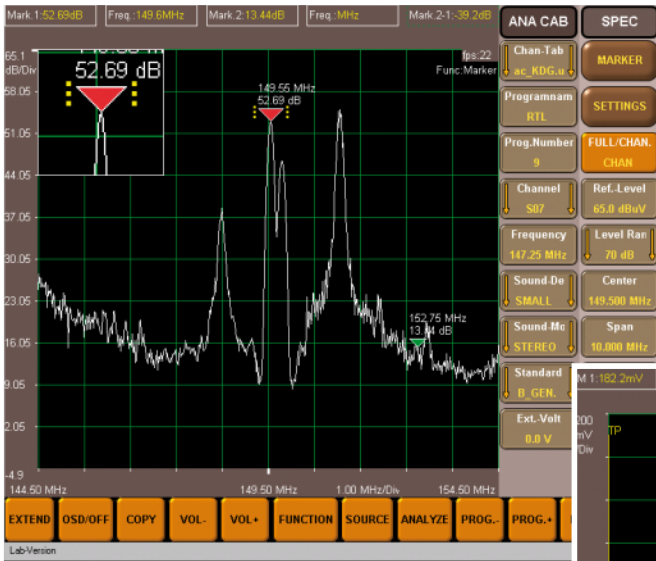 Mark.1:52.69dB Freq.:149.6MHz Mark.2:13.44dB Freq.:MHz Mark.2-1:-39.2dB
ANA CAB SPEC
65.1
dB/Div
fps:22
Func:Marker
52.69 dB
149.55 MHz
52.69 dB
58.05
51.05
44.05
37.05
30.05
23.05
16.05
9.05
2.05
-4.9
152.75 MHz
144.50 MHz 149.50 MHz 1.00 MHz/Div 154.50 MHz
Chan-Tab
ac_KDG.u
MARKER
Programnam
RTL
SETTINGS
Prog.Number
9
FULL/CHAN.
CHAN
Channel
S07
Ref.-Level
65.0 dBuV
Frequency
147.25 MHz
Level Ran
70 dB
Sound-De
SMALL
Center
149.500 MHz
Sound-Mo
STEREO
Span
10.000 MHz
Standard
B_GEN.
Ext.-Volt
0.0 V
M 1:182.2mV
200
mV
/Div
TP
EXTEND OSD/OFF COPY VOL- VOL+ FUNCTION SOURCE ANALYZE PROG.- PROG.+
Lab-Version